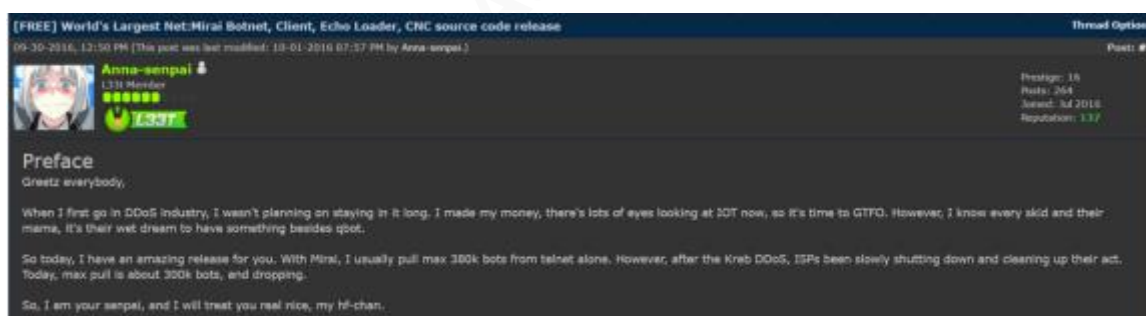 [FREE] World's Largest Net:Mirai Botnet, Client, Echo Loader, CNC source code release Thread Option
09-30-2016, 12:50 PM (This post was last modified: 10-01-2016 07:57 PM by Anna-senpai.) Post: #
Anna-senpai
L33t Member
L33T
Prestige: 16
Posts: 264
Joined: Jul 2016
Reputation: 137
Preface
Greetz everybody,
When I first go in DDoS industry, I wasn't planning on staying in it long. I made my money, there's lots of eyes looking at IOT now, so it's time to GTFO. However, I know every skid and their
mama, it's their wet dream to have something besides qbot.
So today, I have an amazing release for you. With Mirai, I usually pull max 380k bots from telnet alone. However, after the Kreb DDoS, ISPs been slowly shutting down and cleaning up their act.
Today, max pull is about 300k bots, and dropping.
So, I am your senpai, and I will treat you real nice, my hf-chan.